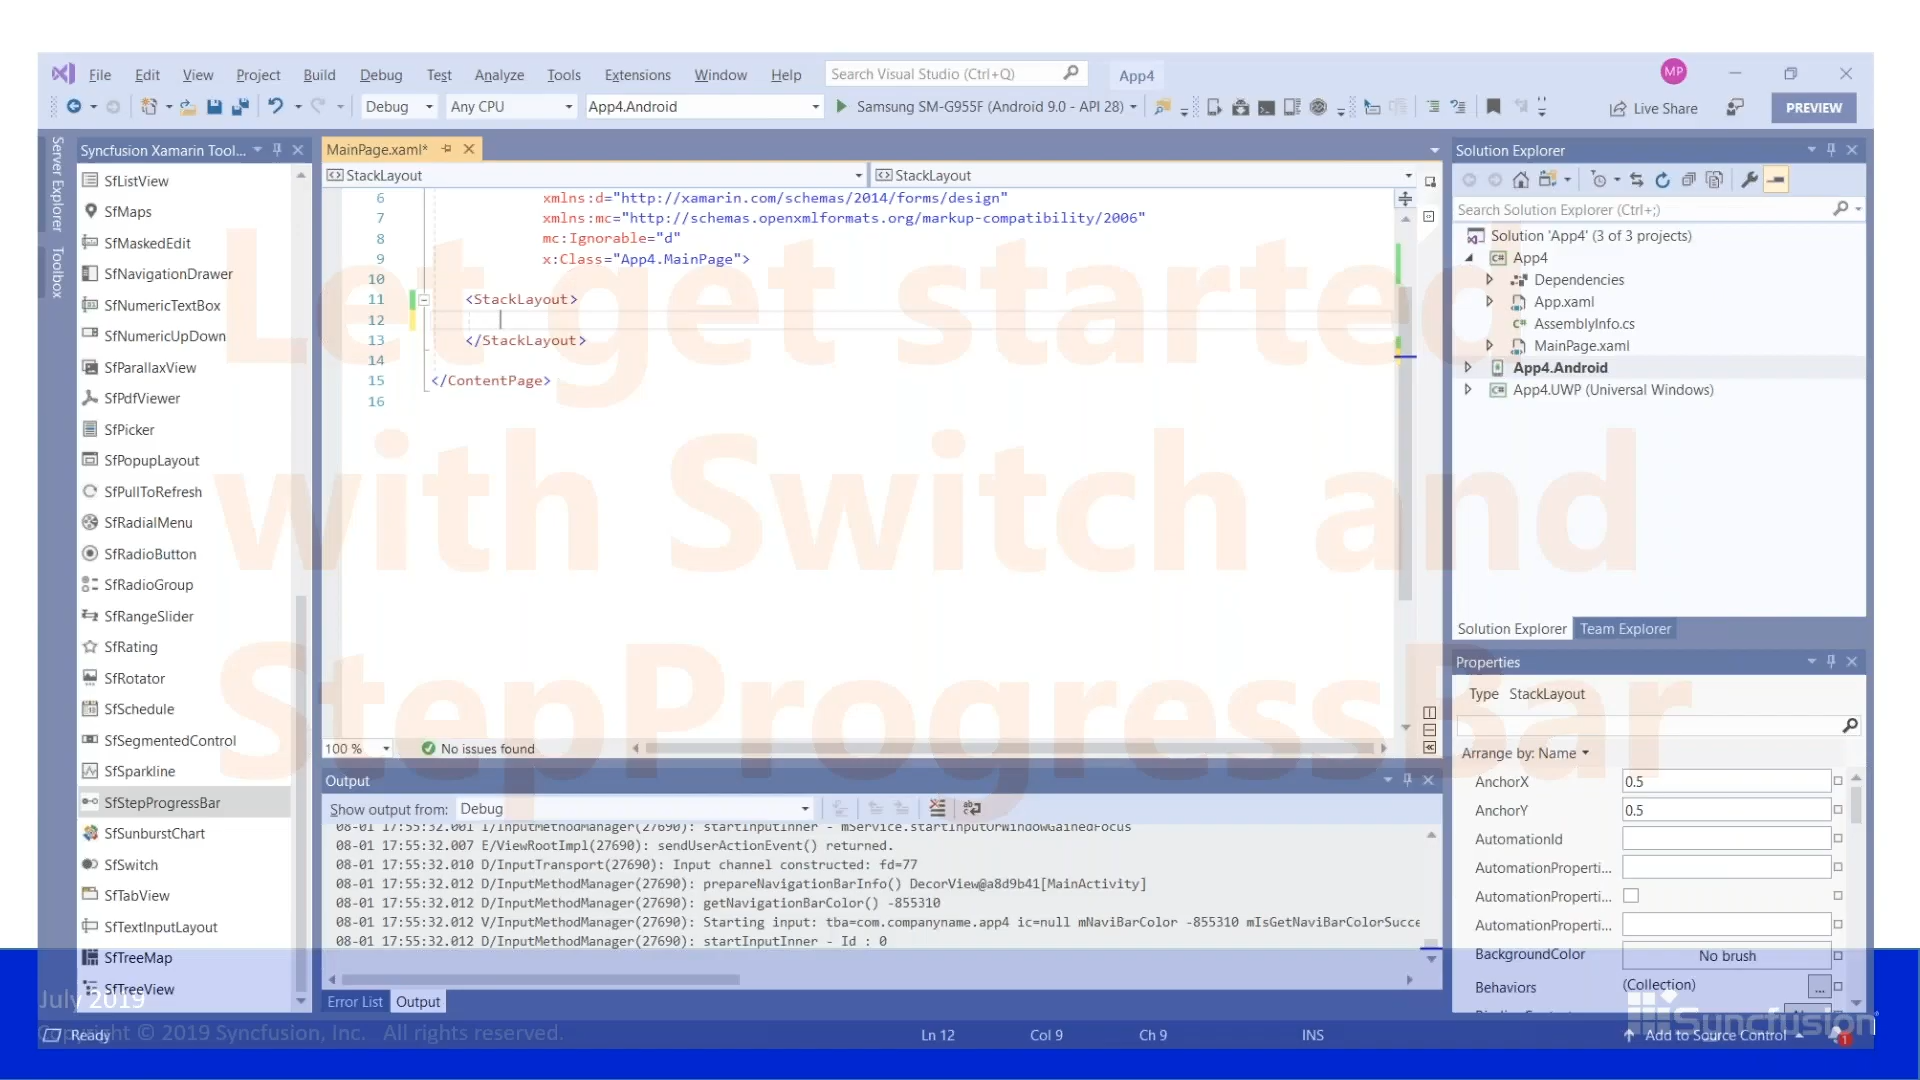 File Edit View Project Build Debug Test Analyze Tools Extensions Window Help Search Visual Studio (Ctrl+Q) App4 MP
Debug Any CPU App4.Android Samsung SM-G955F (Android 9.0 - API 28) Live Share PREVIEW
Server Explorer
Toolbox
Syncfusion Xamarin Tool...
SfListView
SfMaps
SfMaskedEdit
SfNavigationDrawer
SfNumericTextBox
SfNumericUpDown
SfParallaxView
SfPdfViewer
SfPicker
SfPopupLayout
SfPullToRefresh
SfRadialMenu
SfRadioButton
SfRadioGroup
SfRangeSlider
SfRating
SfRotator
SfSchedule
SfSegmentedControl
SfSparkline
SfStepProgressBar
SfSunburstChart
SfSwitch
SfTabView
SfTextInputLayout
SfTreeMap
SfTreeView
MainPage.xaml*
StackLayout StackLayout
6 xmlns:d="http://xamarin.com/schemas/2014/forms/design"
7 xmlns:mc="http://schemas.openxmlformats.org/markup-compatibility/2006"
8 mc:Ignorable="d"
9 x:Class="App4.MainPage">
10
11 <StackLayout>
12
13 </StackLayout>
14
15 </ContentPage>
16
Let get started
with Switch and
StepProgressBar
100 % No issues found
Output
Show output from: Debug
08-01 17:55:32.001 I/InputMethodManager(27690): startInputInner - mService.startInputOrWindowGainedFocus
08-01 17:55:32.007 E/ViewRootImpl(27690): sendUserActionEvent() returned.
08-01 17:55:32.010 D/InputTransport(27690): Input channel constructed: fd=77
08-01 17:55:32.012 D/InputMethodManager(27690): prepareNavigationBarInfo() DecorView@a8d9b41[MainActivity]
08-01 17:55:32.012 D/InputMethodManager(27690): getNavigationBarColor() -855310
08-01 17:55:32.012 V/InputMethodManager(27690): Starting input: tba=com.companyname.app4 ic=null mNaviBarColor -855310 mIsGetNaviBarColorSucce
08-01 17:55:32.012 D/InputMethodManager(27690): startInputInner - Id : 0
Error List Output
Solution Explorer
Search Solution Explorer (Ctrl+;)
Solution 'App4' (3 of 3 projects)
App4
Dependencies
App.xaml
AssemblyInfo.cs
MainPage.xaml
App4.Android
App4.UWP (Universal Windows)
Solution Explorer Team Explorer
Properties
Type StackLayout
Arrange by: Name
AnchorX 0.5
AnchorY 0.5
AutomationId
AutomationProperti...
AutomationProperti...
AutomationProperti...
BackgroundColor No brush
Behaviors (Collection) ...
July 2019
Copyright © 2019 Syncfusion, Inc. All rights reserved.
Syncfusion
Ready Ln 12 Col 9 Ch 9 INS Add to Source Control 1